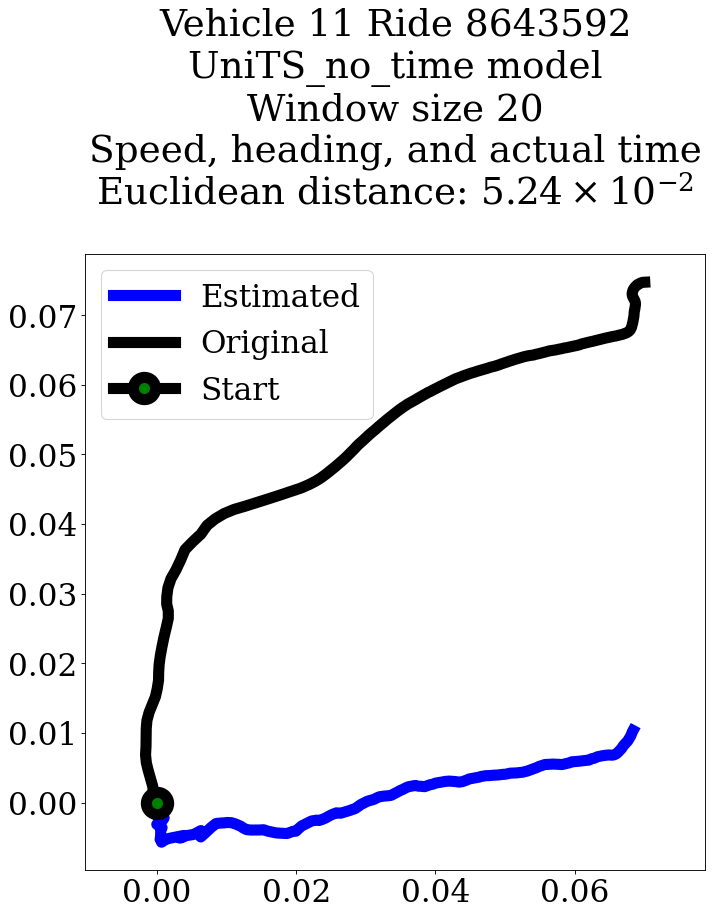 Vehicle 11 Ride 8643592
UniTS_no_time model
Window size 20
Speed, heading, and actual time
Euclidean distance: 5.24 × 10⁻²
Estimated
Original
Start
0.07
0.06
0.05
0.04
0.03
0.02
0.01
0.00
0.00 0.02 0.04 0.06